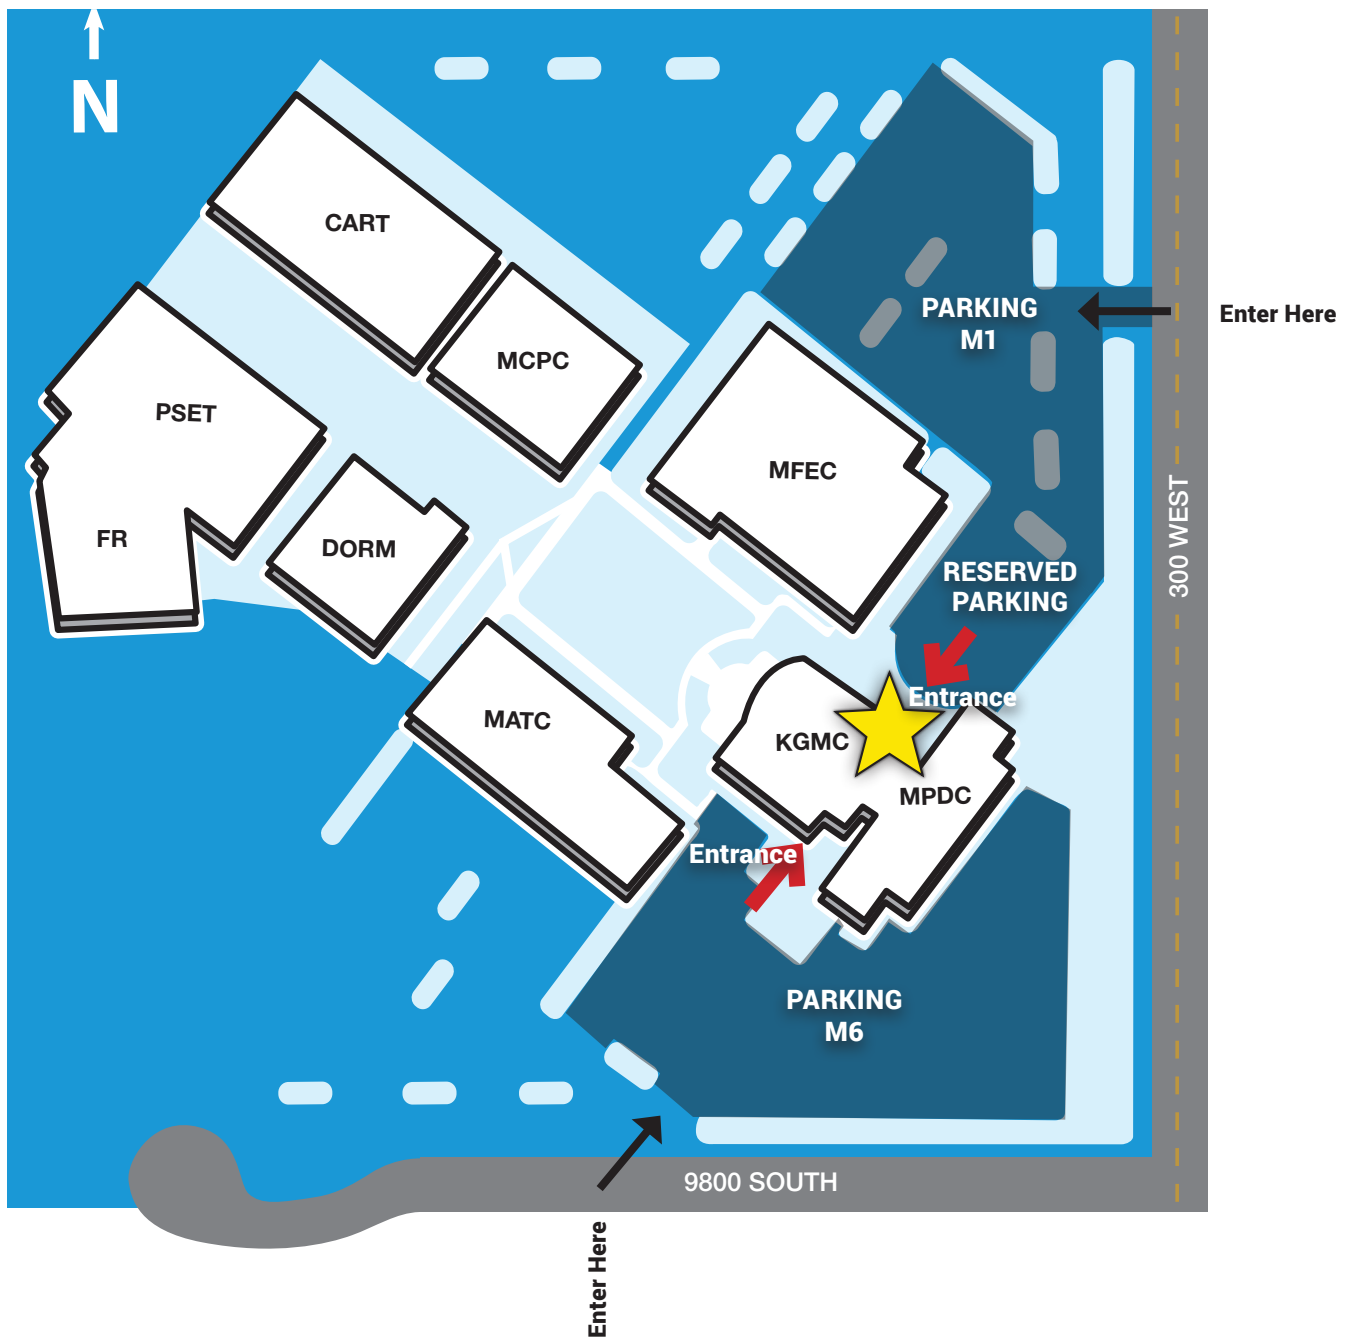 N
CART
MCPC
PSET
FR
DORM
MFEC
PARKING
M1
Enter Here
300 WEST
RESERVED
PARKING
Entrance
MATC
KGMC
MPDC
Entrance
PARKING
M6
9800 SOUTH
Enter Here